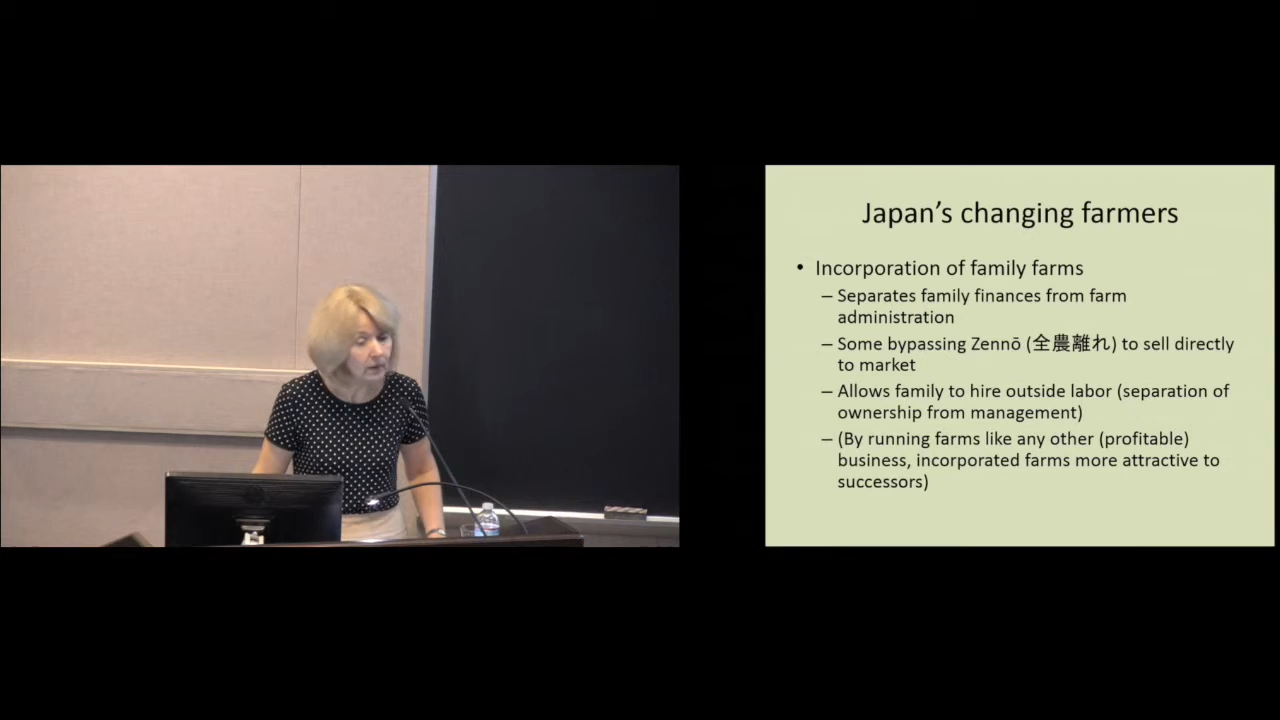 Japan's changing farmers
• Incorporation of family farms
– Separates family finances from farm
administration
– Some bypassing Zennō (全農離れ) to sell directly
to market
– Allows family to hire outside labor (separation of
ownership from management)
– (By running farms like any other (profitable)
business, incorporated farms more attractive to
successors)